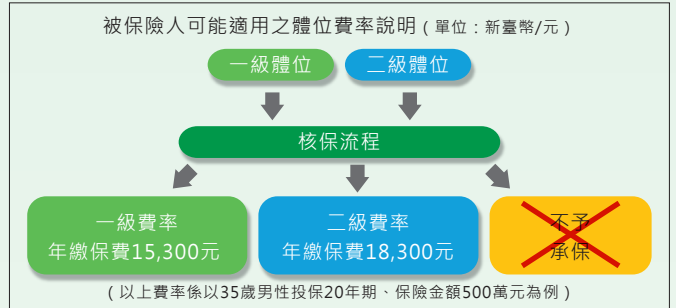 被保險人可能適用之體位費率說明(單位:新臺幣/元)
一級體位
二級體位
核保流程
一級費率
年繳保費15,300元
二級費率
年繳保費18,300元
不予
承保
(以上費率係以35歲男性投保20年期、保險金額500萬元為例)